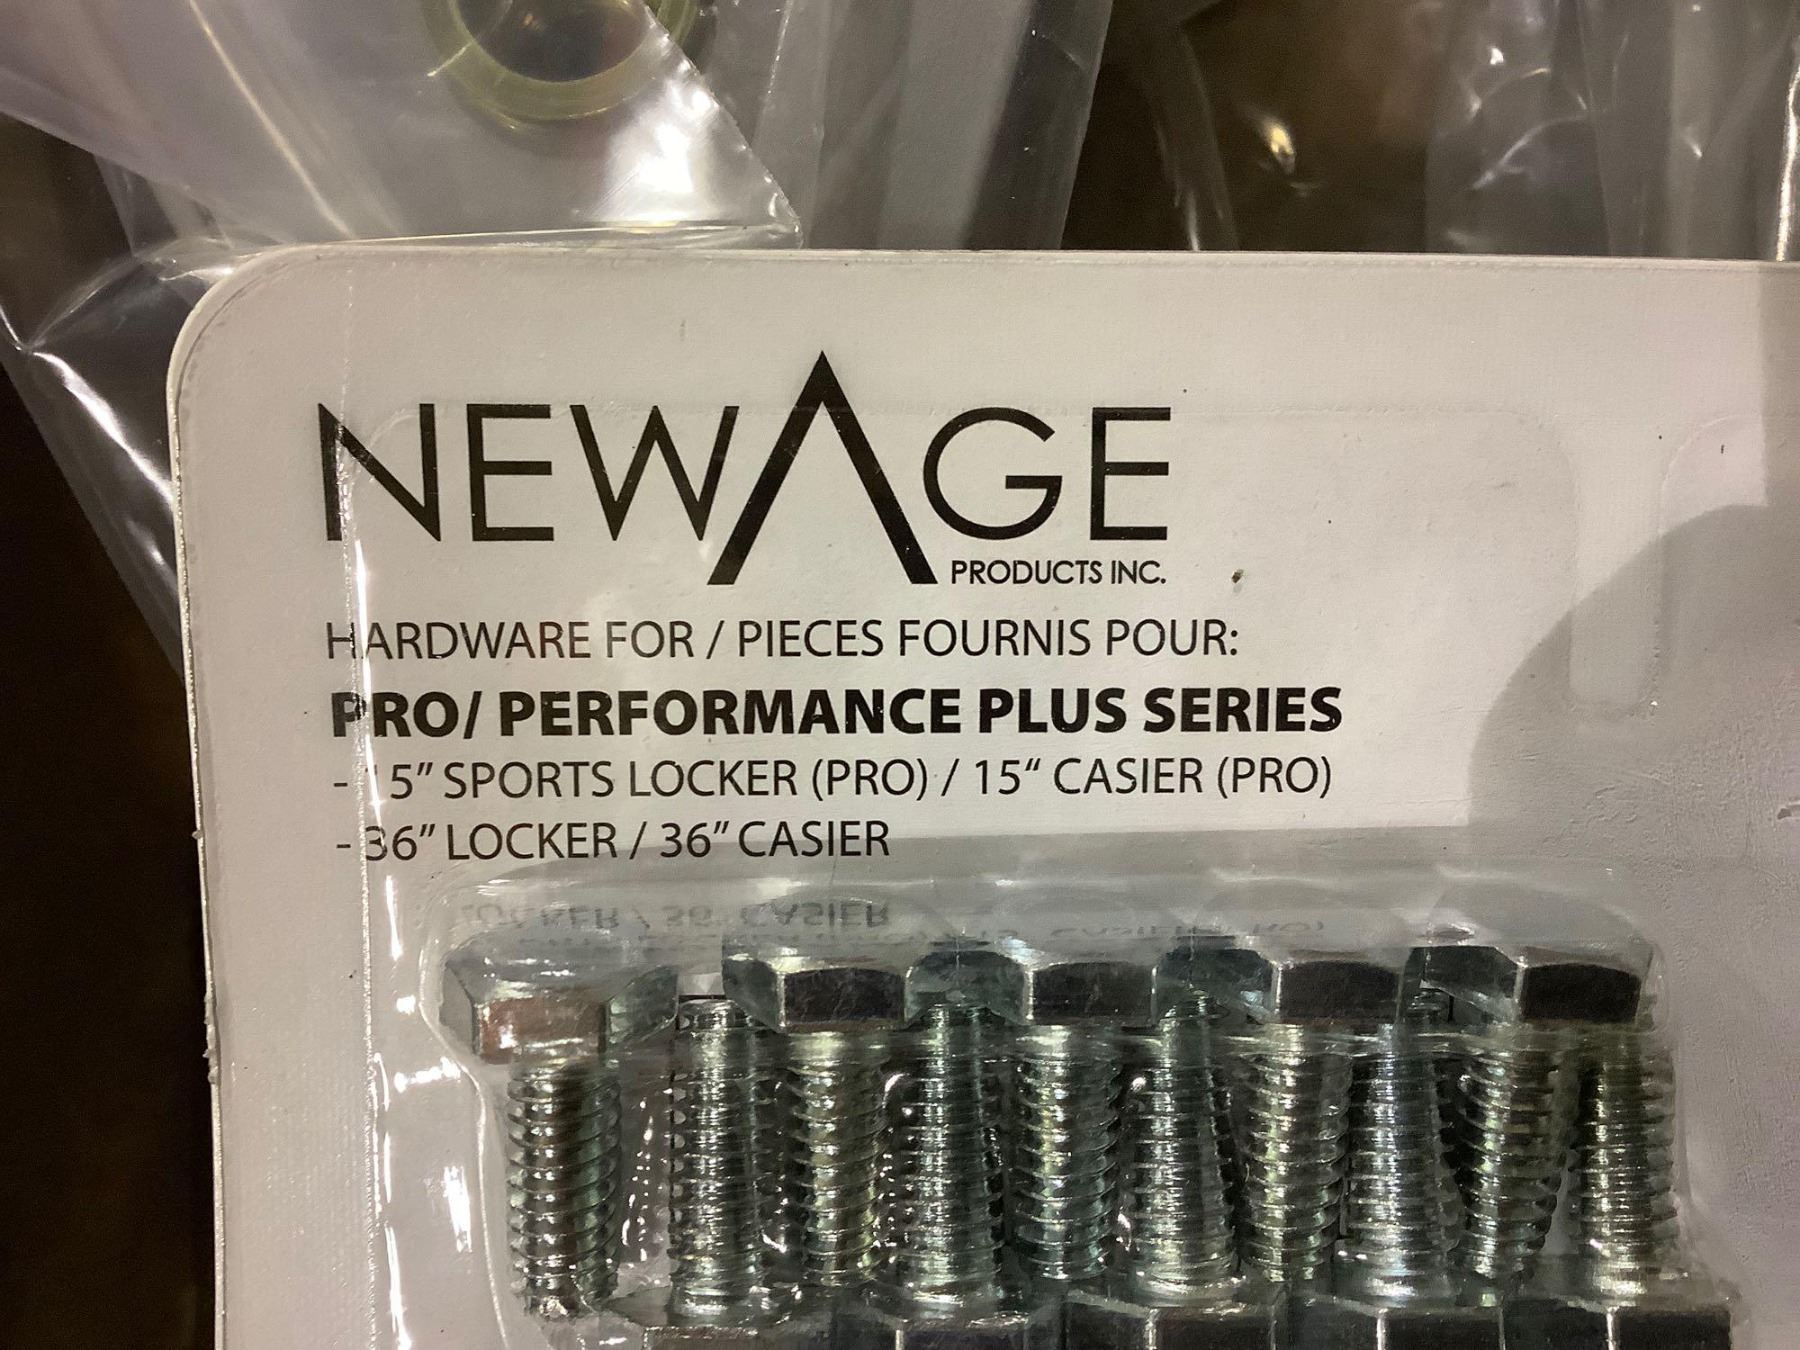 NEWAGE
PRODUCTS INC.
HARDWARE FOR / PIECES FOURNIS POUR:
PRO/ PERFORMANCE PLUS SERIES
- 15” SPORTS LOCKER (PRO) / 15“ CASIER (PRO)
- 36” LOCKER / 36” CASIER